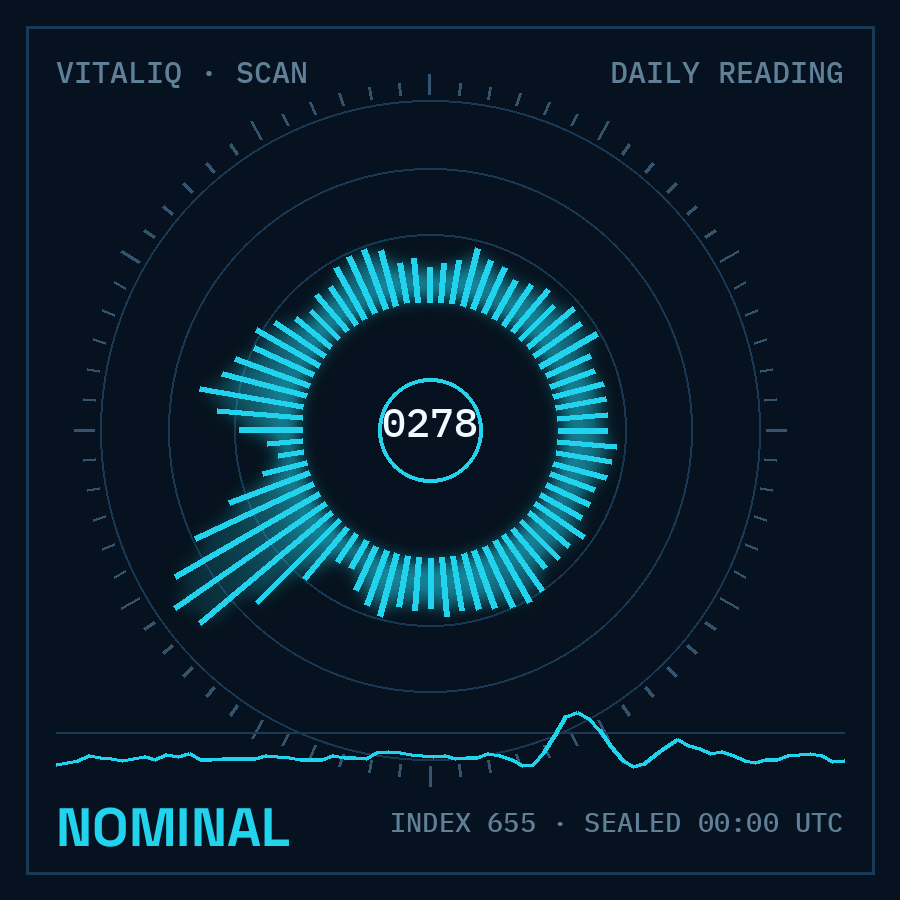 VITALIQ · SCAN
DAILY READING
0278
NOMINAL
INDEX 655 · SEALED 00:00 UTC